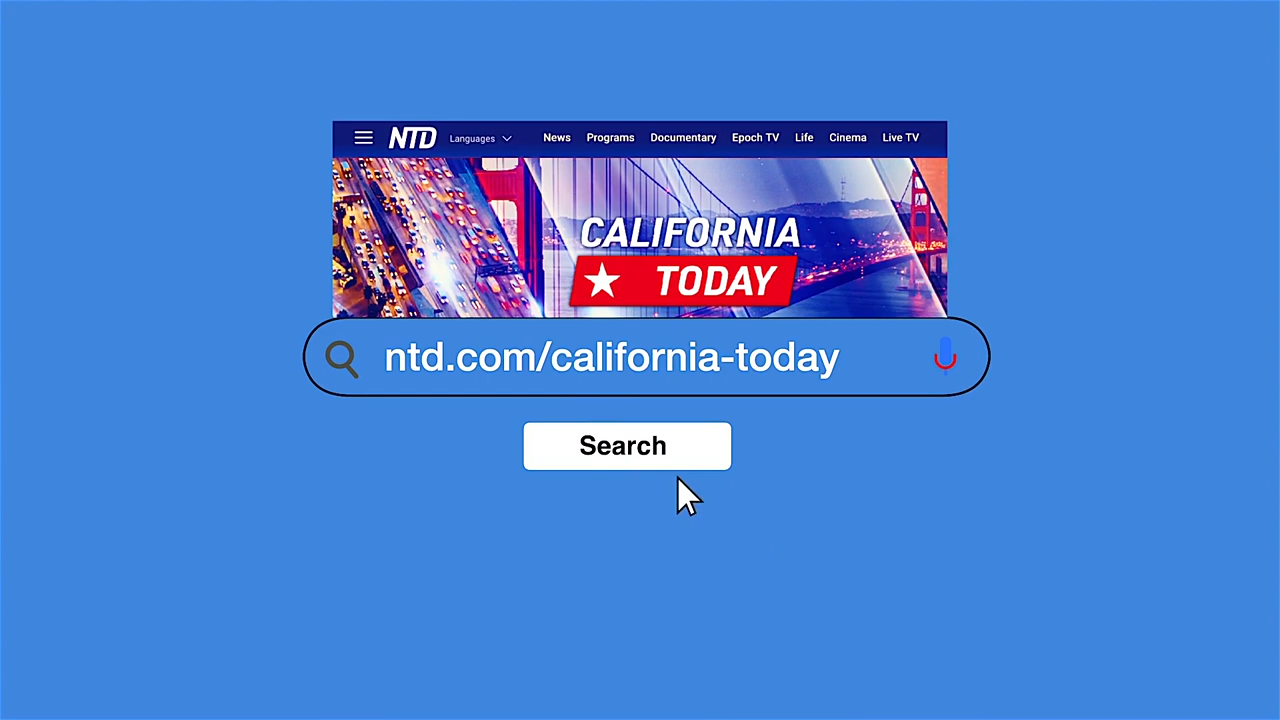 NTD Languages News Programs Documentary Epoch TV Life Cinema Live TV
CALIFORNIA
TODAY
ntd.com/california-today
Search